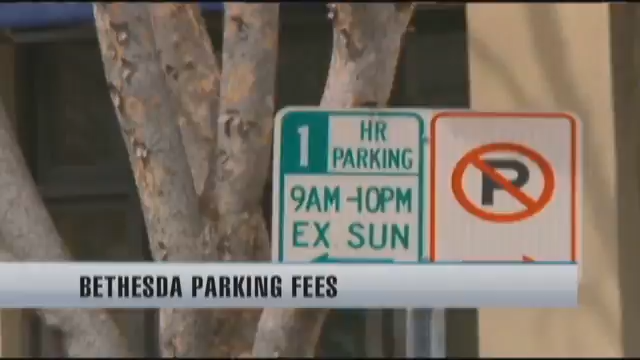 1 HR
PARKING
9AM-10PM
EX SUN
P
BETHESDA PARKING FEES